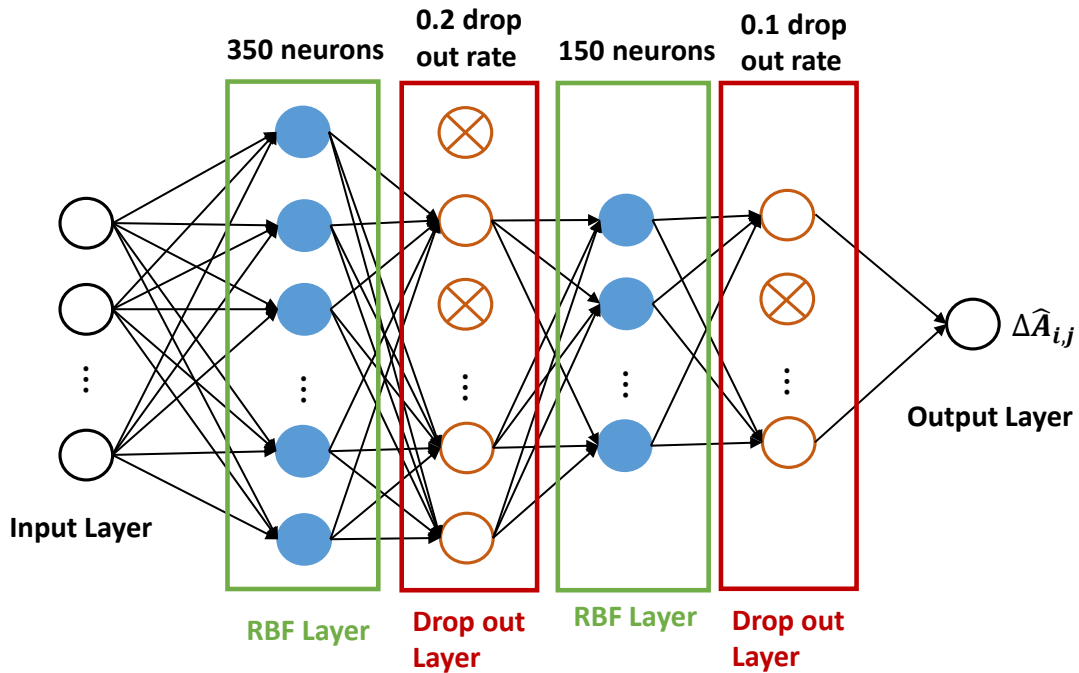 350 neurons
0.2 drop
out rate
150 neurons
0.1 drop
out rate
⋮
⋮
⋮
⋮
⋮
Δ\hat{A}_{i,j}
Output Layer
Input Layer
RBF Layer
Drop out
Layer
RBF Layer
Drop out
Layer